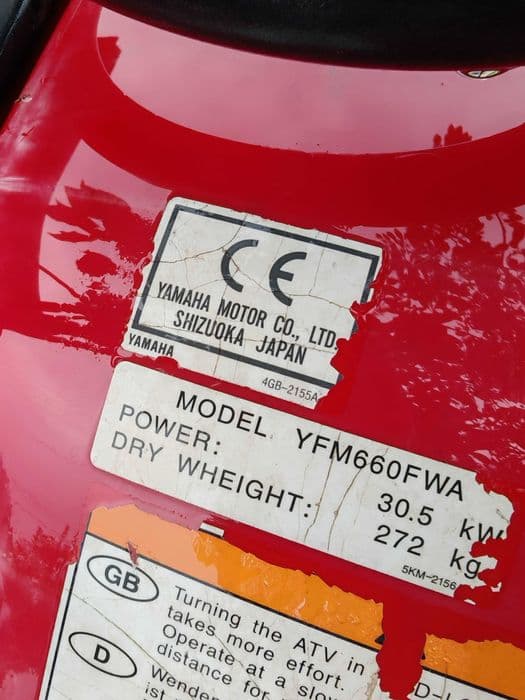 CE
YAMAHA MOTOR CO., LTD.
SHIZUOKA JAPAN
YAMAHA
4GB-2155A
MODEL YFM660FWA
POWER: 30.5 kW
DRY WHEIGHT: 272 kg
5KM-2156
GB
Turning the ATV in
takes more effort.
Operate at a slow
distance for
D
Wenden
ist